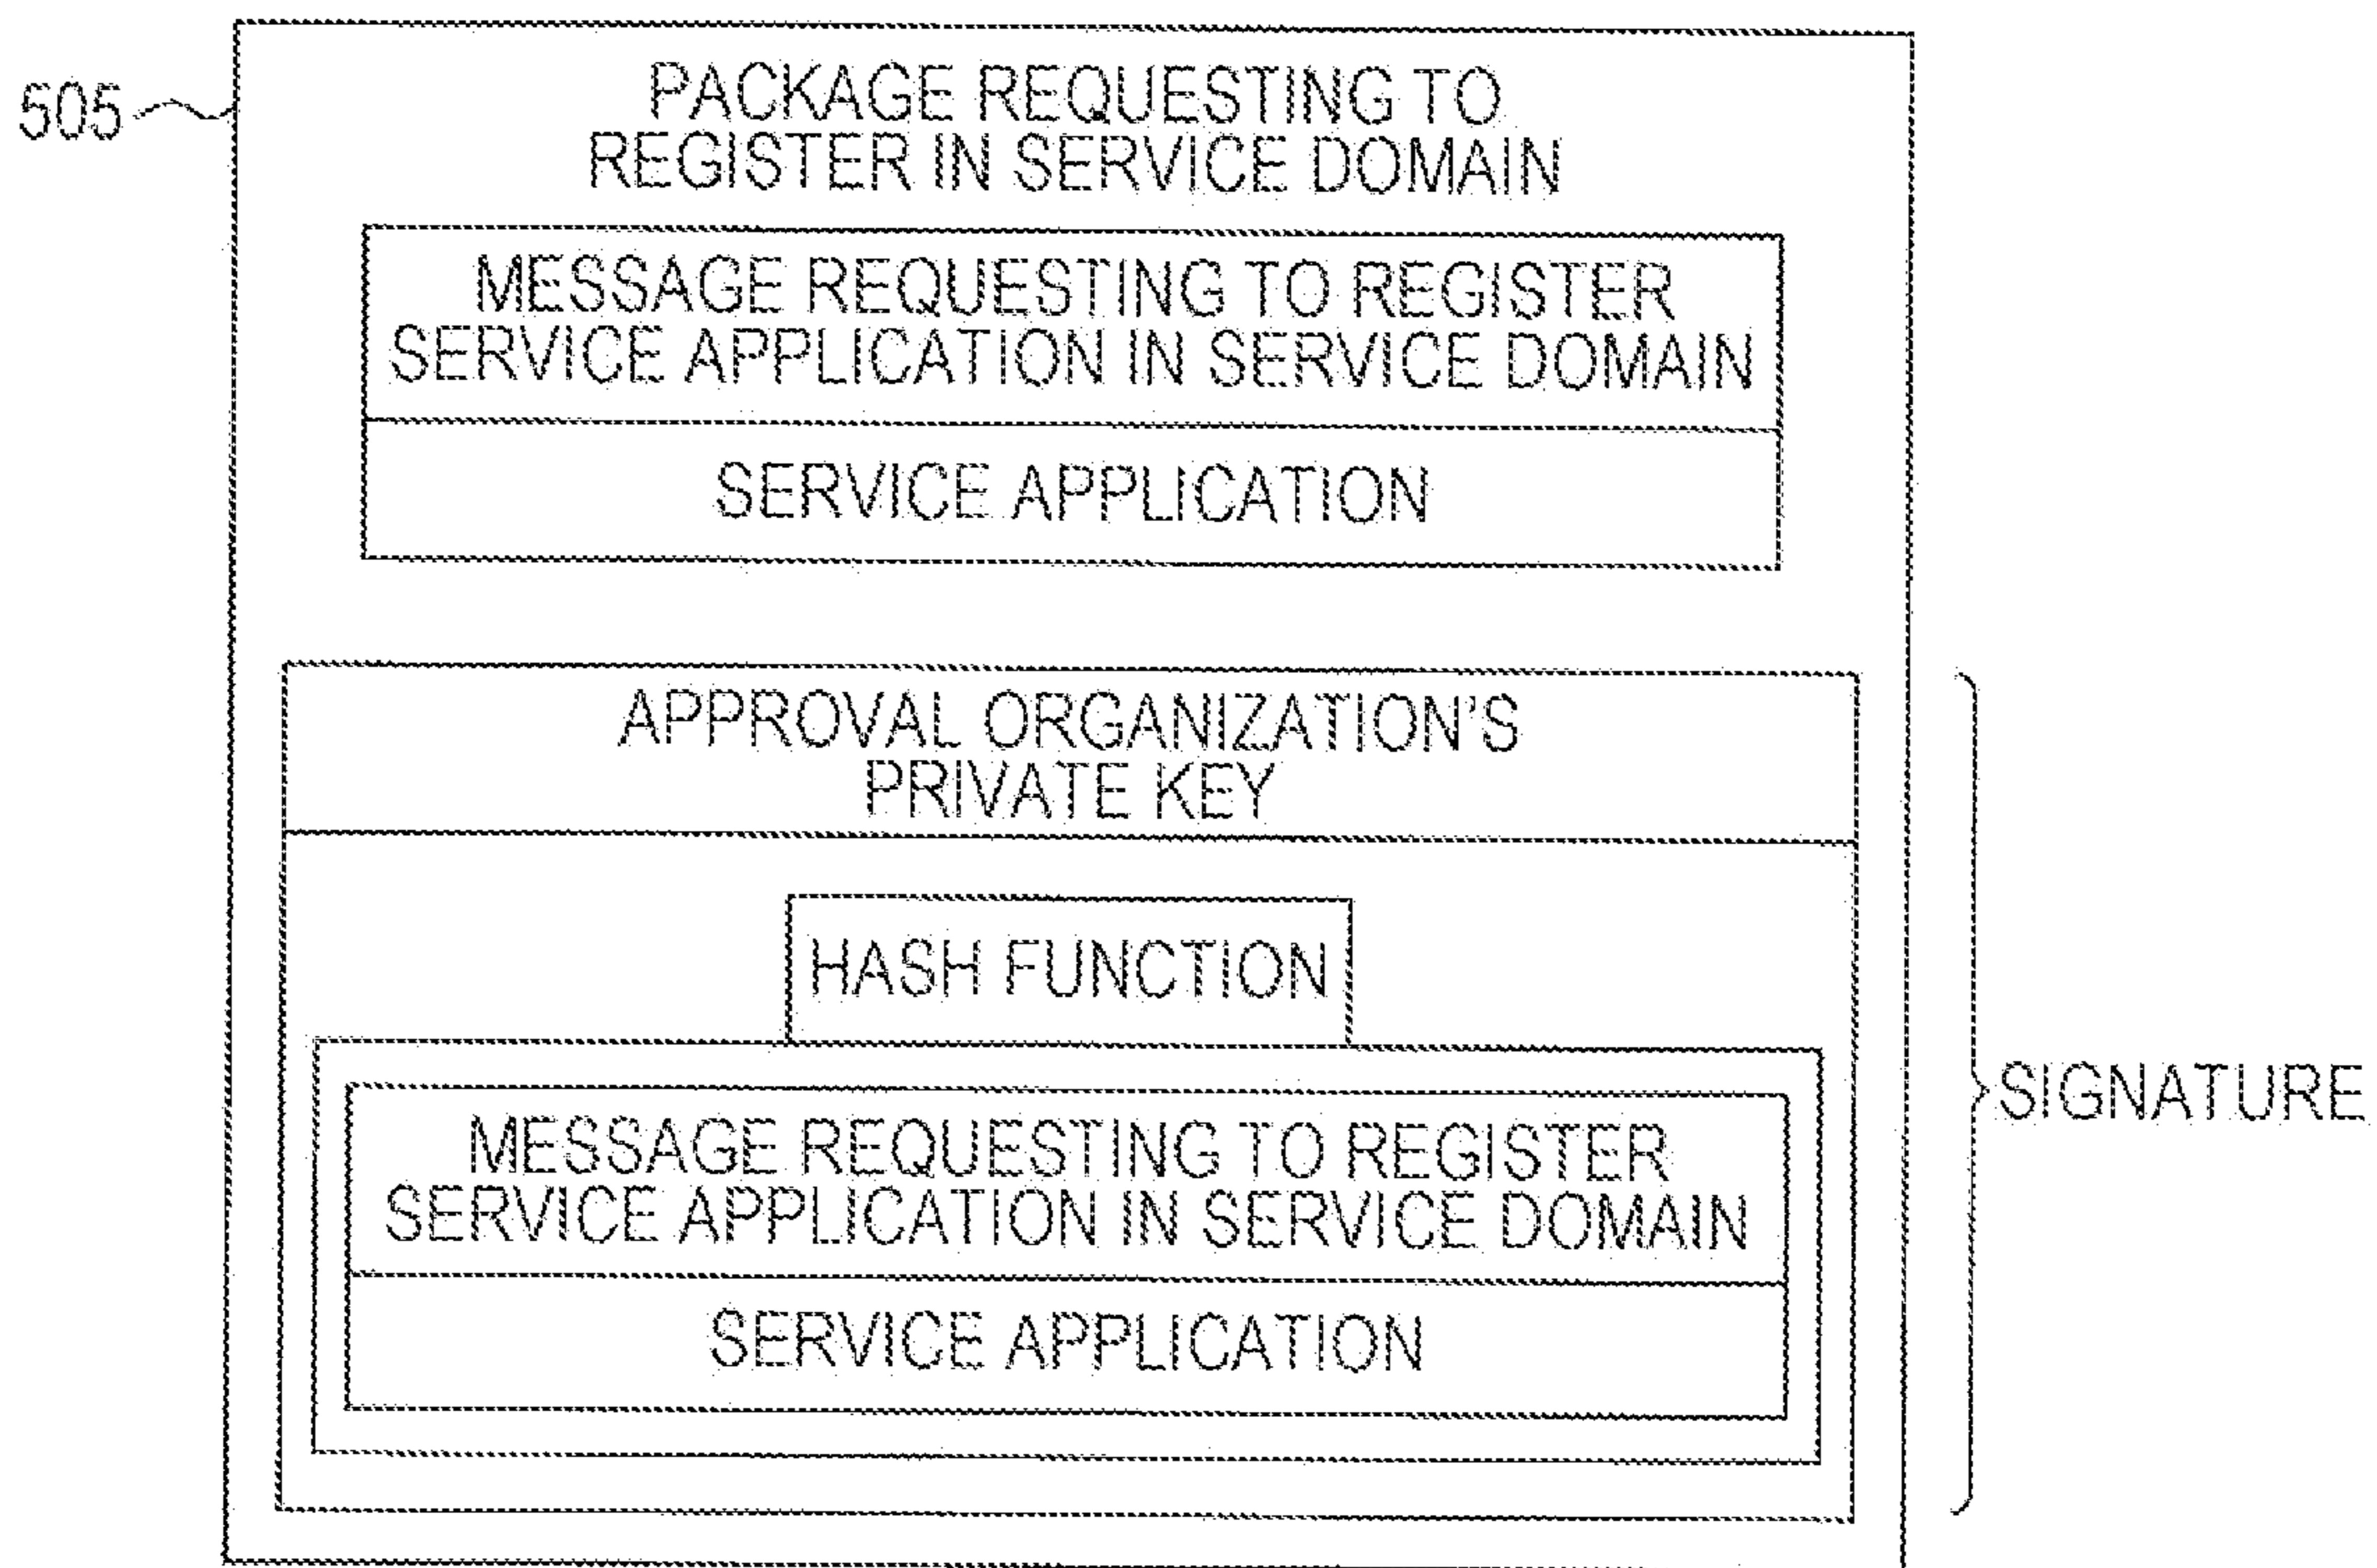 505
PACKAGE REQUESTING TO
REGISTER IN SERVICE DOMAIN
MESSAGE REQUESTING TO REGISTER
SERVICE APPLICATION IN SERVICE DOMAIN
SERVICE APPLICATION
APPROVAL ORGANIZATION'S
PRIVATE KEY
HASH FUNCTION
MESSAGE REQUESTING TO REGISTER
SERVICE APPLICATION IN SERVICE DOMAIN
SERVICE APPLICATION
SIGNATURE